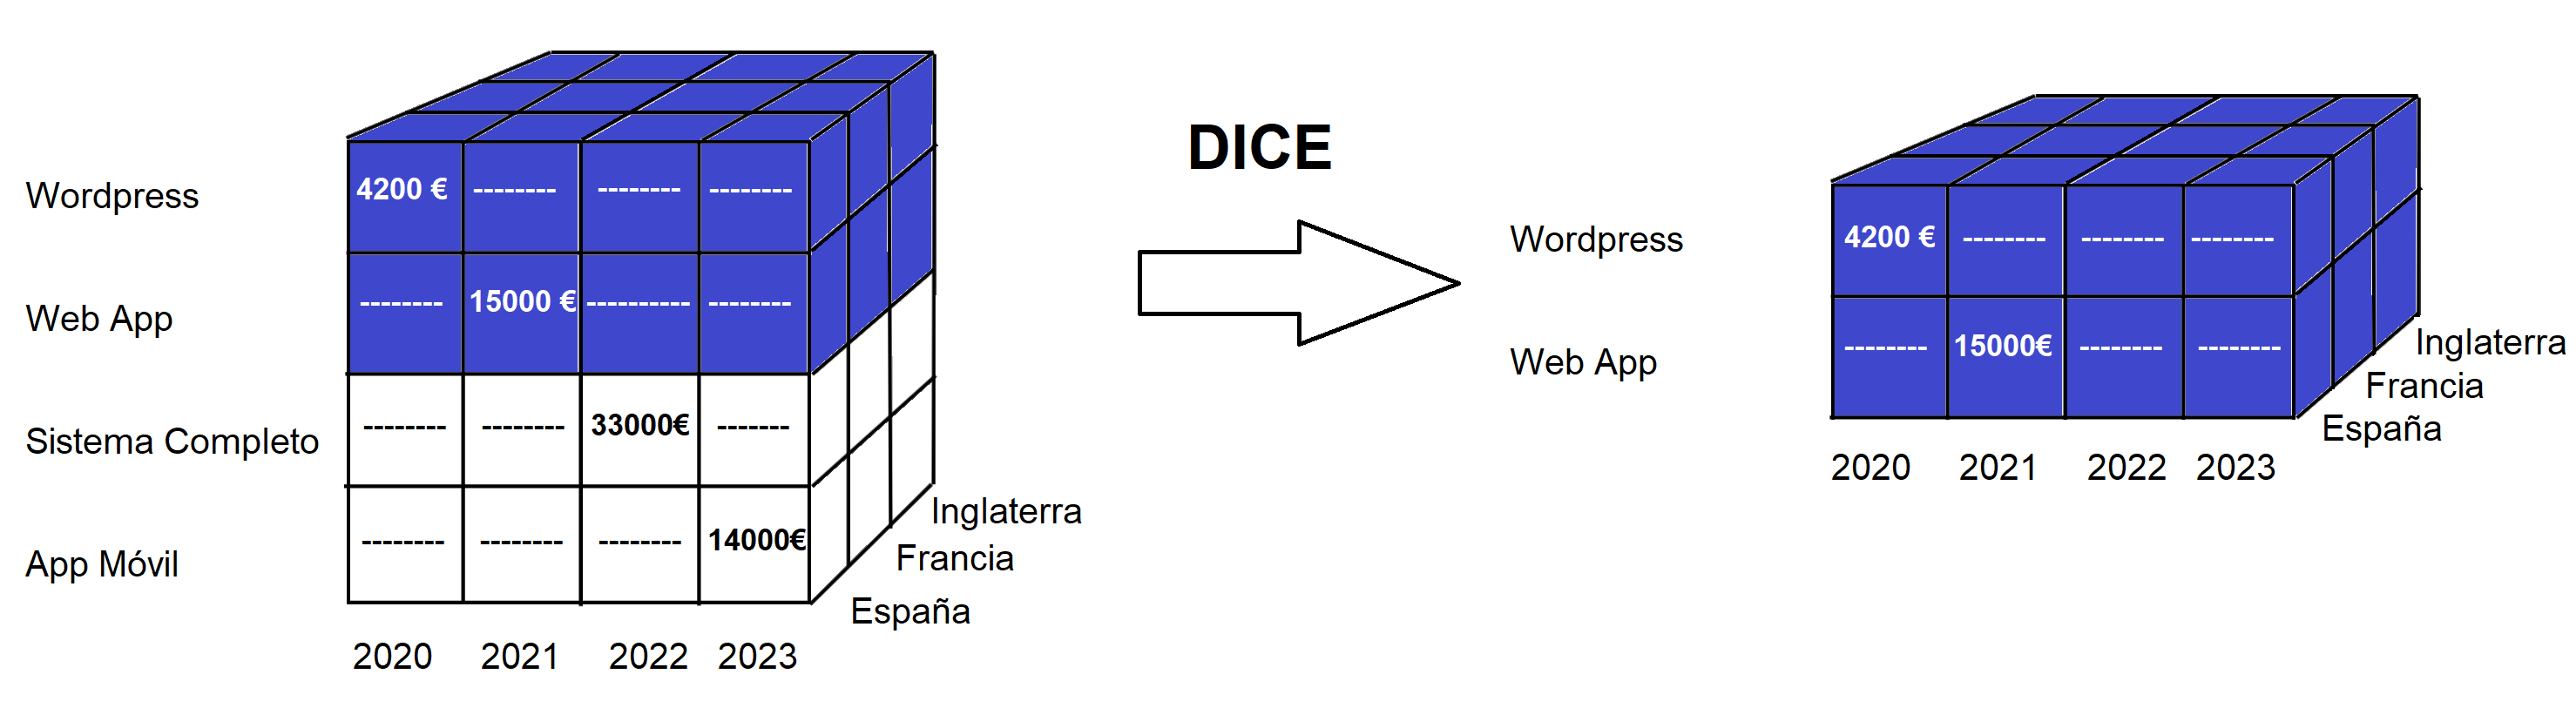 DICE
Wordpress
4200 € -------- -------- --------
Web App
-------- 15000 € ---------- --------
Sistema Completo
-------- -------- 33000€ -------
App Móvil
-------- -------- -------- 14000€
Inglaterra
Francia
España
2020 2021 2022 2023
Wordpress
4200 € -------- -------- --------
Web App
-------- 15000€ -------- --------
Inglaterra
Francia
España
2020 2021 2022 2023